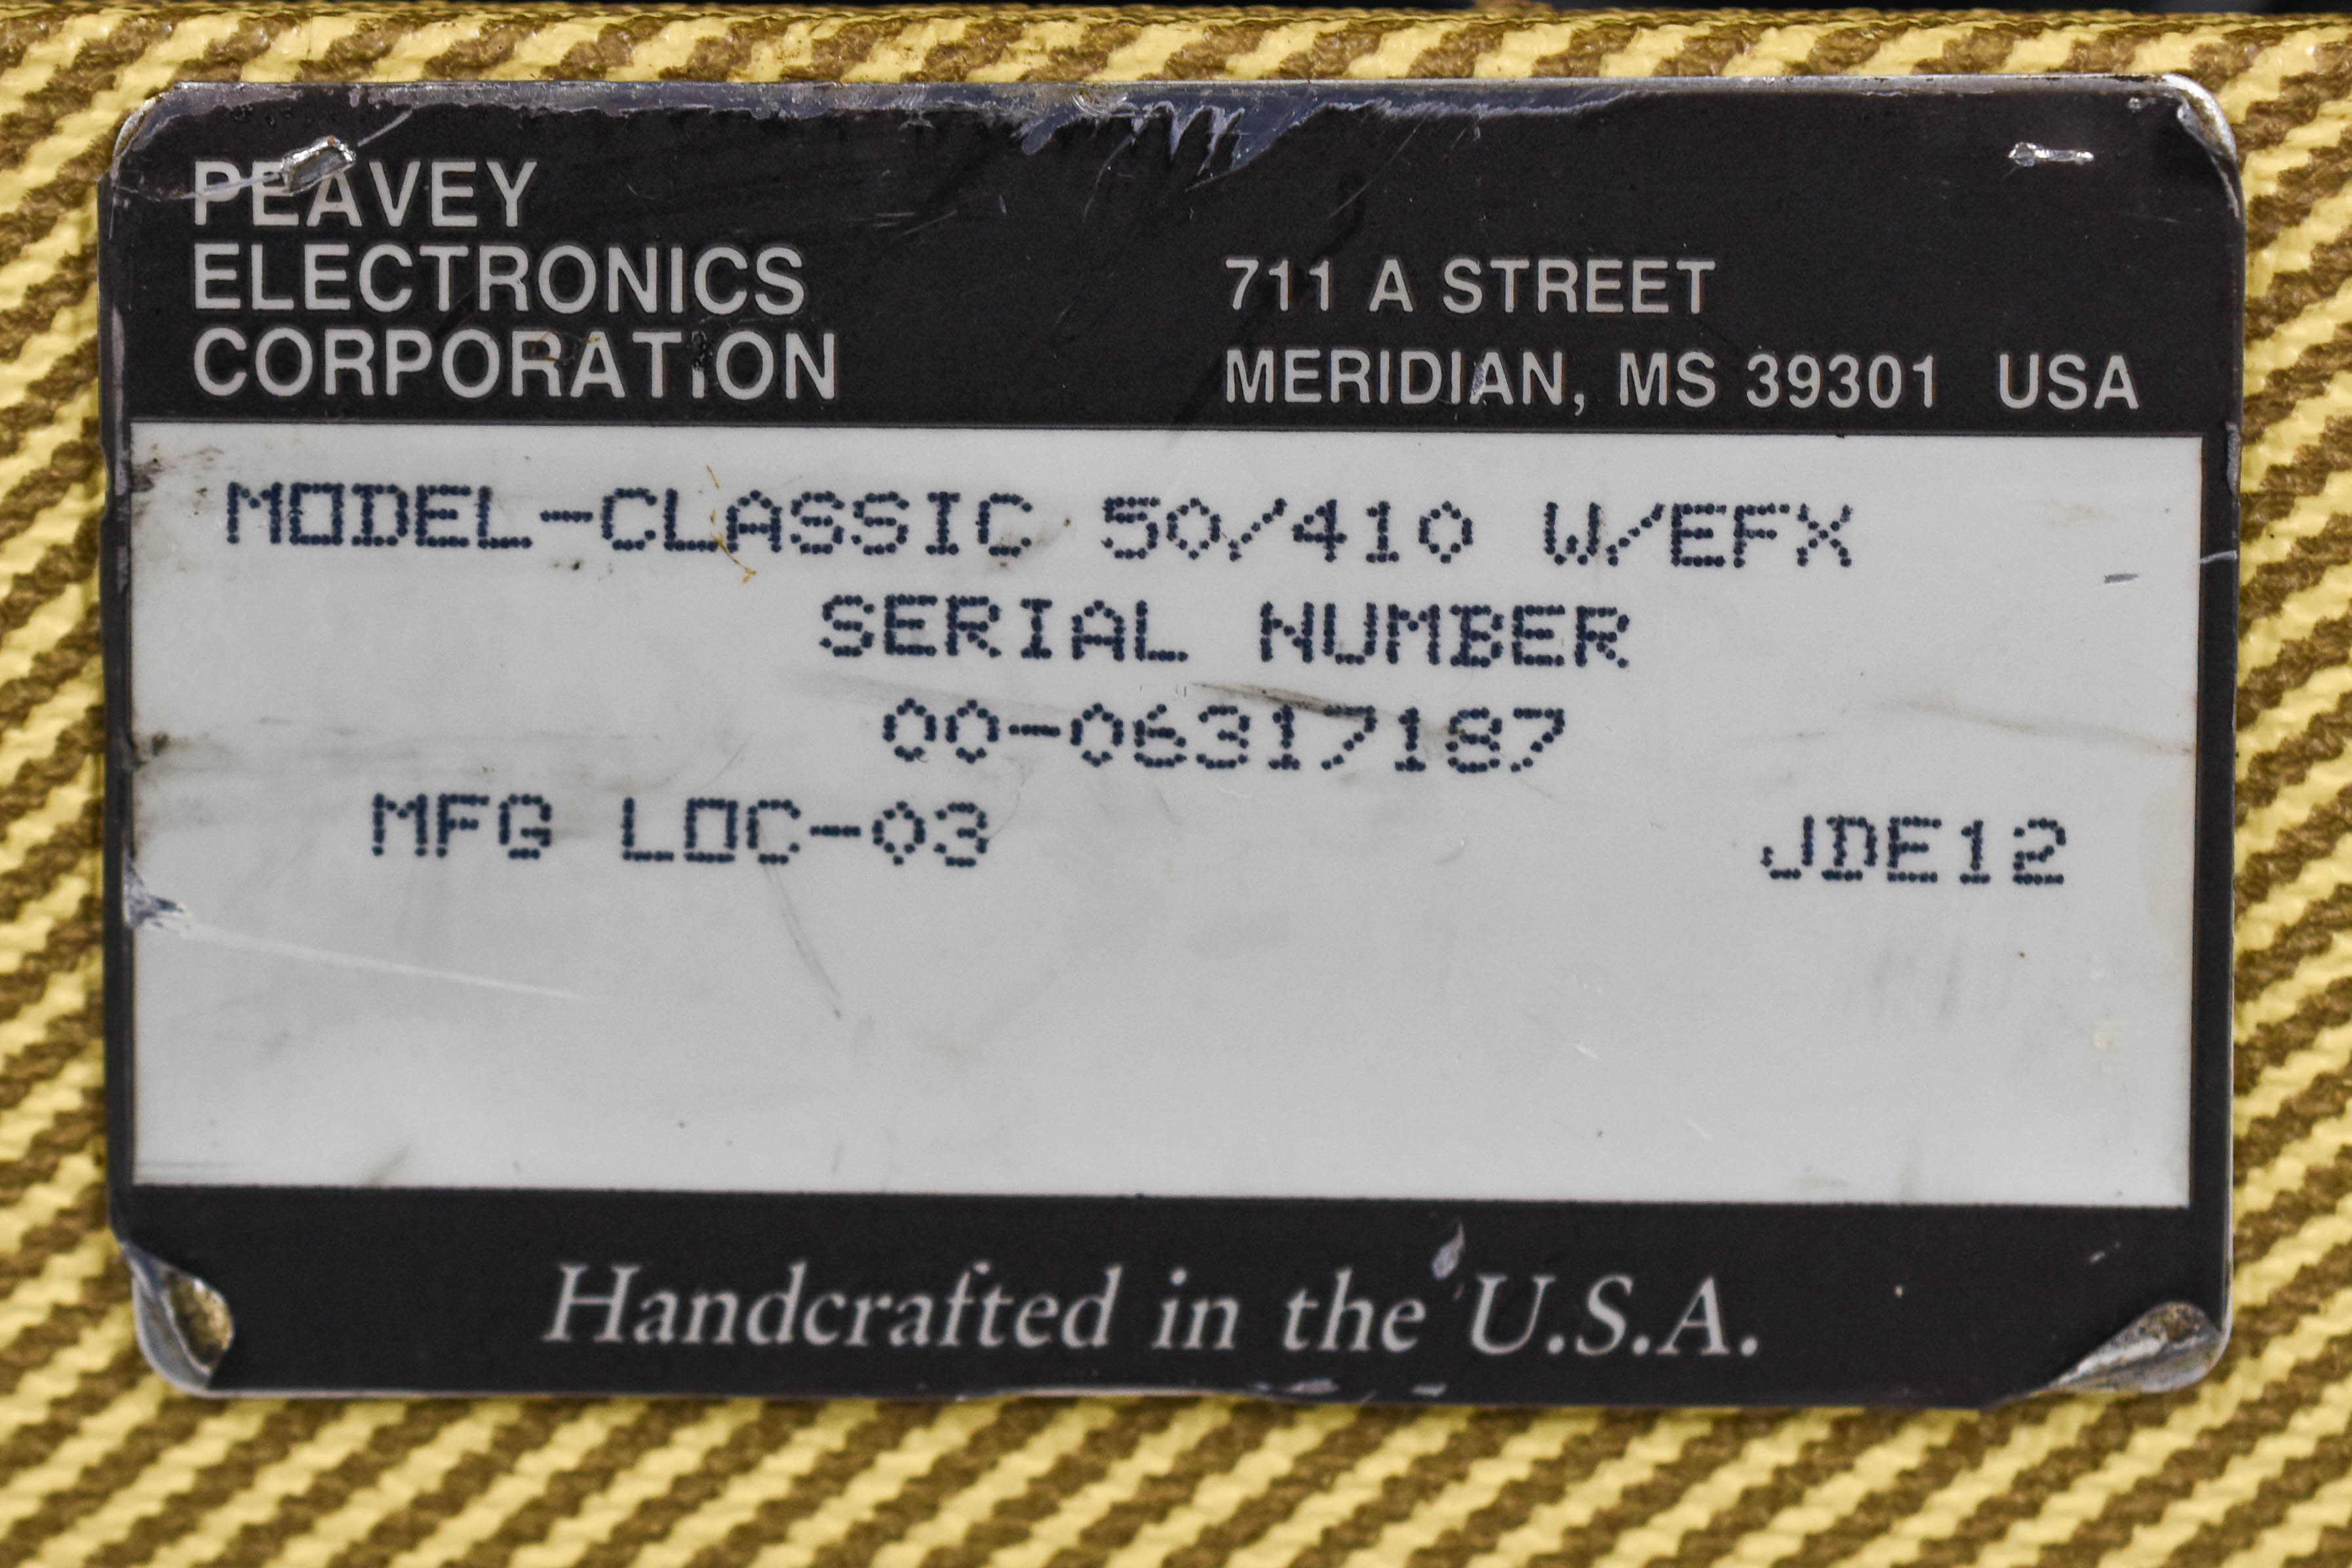 PEAVEY
ELECTRONICS
CORPORATION
711 A STREET
MERIDIAN, MS 39301 USA
MODEL-CLASSIC 50/410 W/EFX
SERIAL NUMBER
00-06317187
MFG LOC-03 JDE12
Handcrafted in the U.S.A.